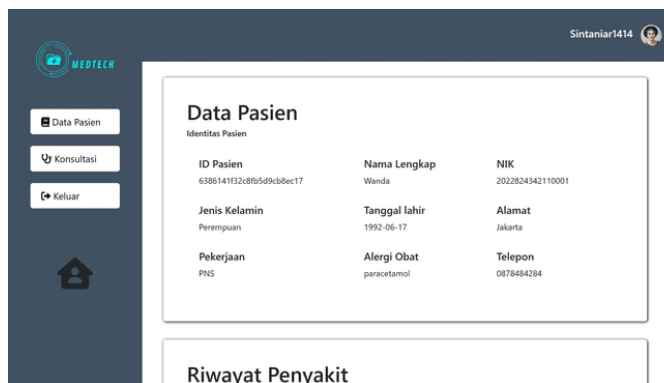 Sintaniar1414
MEDTECH
Data Pasien
Konsultasi
Keluar
Data Pasien
Identitas Pasien
ID Pasien Nama Lengkap NIK
6386141f32c8fb5d9cb8ec17 Wanda 2022824342110001
Jenis Kelamin Tanggal lahir Alamat
Perempuan 1992-06-17 Jakarta
Pekerjaan Alergi Obat Telepon
PNS paracetamol 0878484284
Riwayat Penyakit